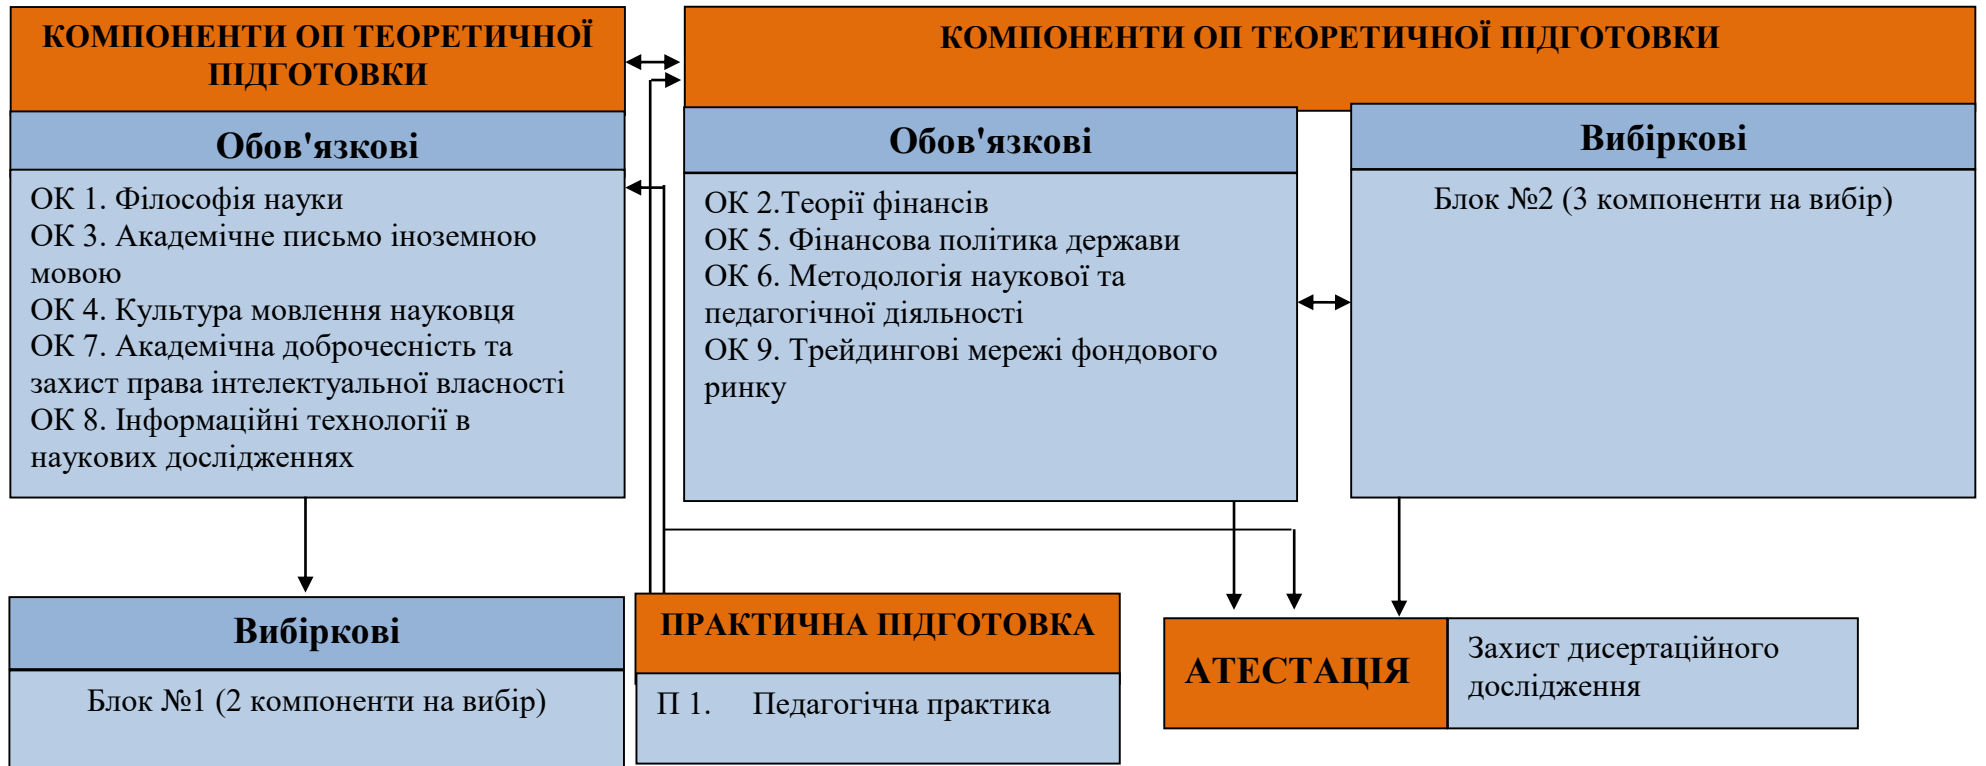 КОМПОНЕНТИ ОП ТЕОРЕТИЧНОЇ
ПІДГОТОВКИ
Обов'язкові
ОК 1. Філософія науки
ОК 3. Академічне письмо іноземною
мовою
ОК 4. Культура мовлення науковця
ОК 7. Академічна доброчесність та
захист права інтелектуальної власності
ОК 8. Інформаційні технології в
наукових дослідженнях
КОМПОНЕНТИ ОП ТЕОРЕТИЧНОЇ ПІДГОТОВКИ
Обов'язкові
ОК 2.Теорії фінансів
ОК 5. Фінансова політика держави
ОК 6. Методологія наукової та
педагогічної діяльності
ОК 9. Трейдингові мережі фондового
ринку
Вибіркові
Блок №2 (3 компоненти на вибір)
Вибіркові
Блок №1 (2 компоненти на вибір)
ПРАКТИЧНА ПІДГОТОВКА
П 1. Педагогічна практика
АТЕСТАЦІЯ
Захист дисертаційного
дослідження